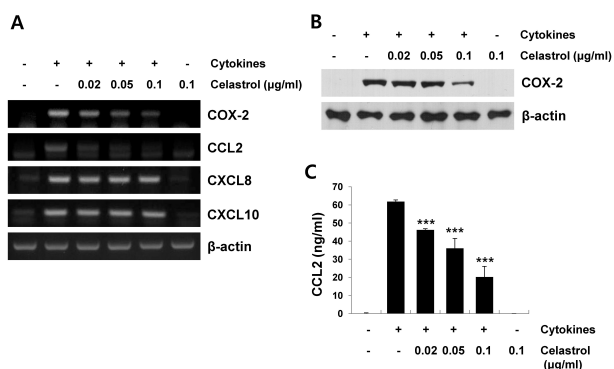 A
- + + + + - Cytokines
- - 0.02 0.05 0.1 0.1 Celastrol (μg/ml)
COX-2
CCL2
CXCL8
CXCL10
β-actin
B
- + + + + - Cytokines
- - 0.02 0.05 0.1 0.1 Celastrol (μg/ml)
COX-2
β-actin
C
CCL2 (ng/ml)
70
60
50
40
30
20
10
0
***
***
***
- + + + + - Cytokines
- - 0.02 0.05 0.1 0.1 Celastrol
(μg/ml)